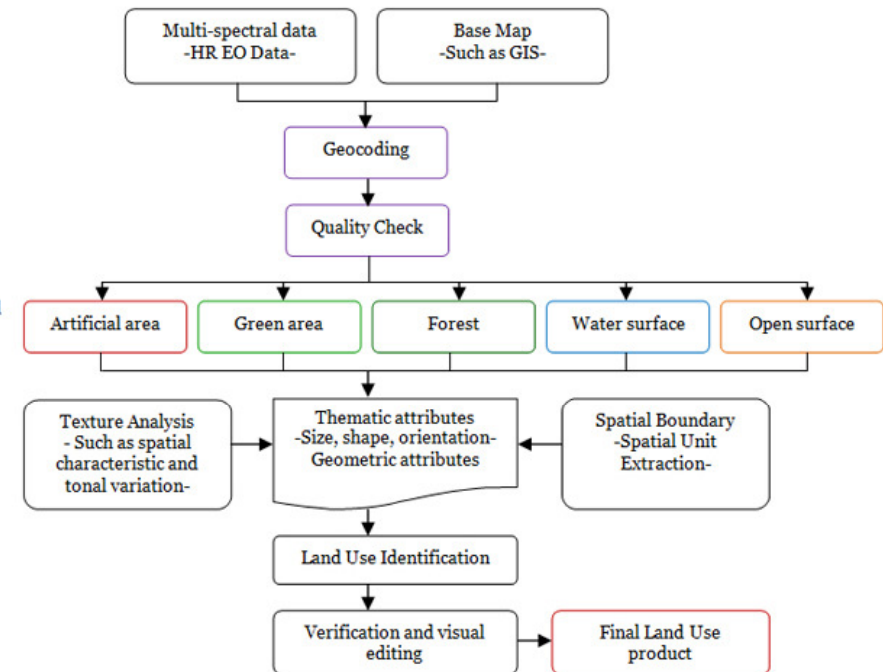 Multi-spectral data
-HR EO Data-
Base Map
-Such as GIS-
Geocoding
Quality Check
Artificial area
Green area
Forest
Water surface
Open surface
Texture Analysis
- Such as spatial
characteristic and
tonal variation-
Thematic attributes
-Size, shape, orientation-
Geometric attributes
Spatial Boundary
-Spatial Unit
Extraction-
Land Use Identification
Verification and visual
editing
Final Land Use
product